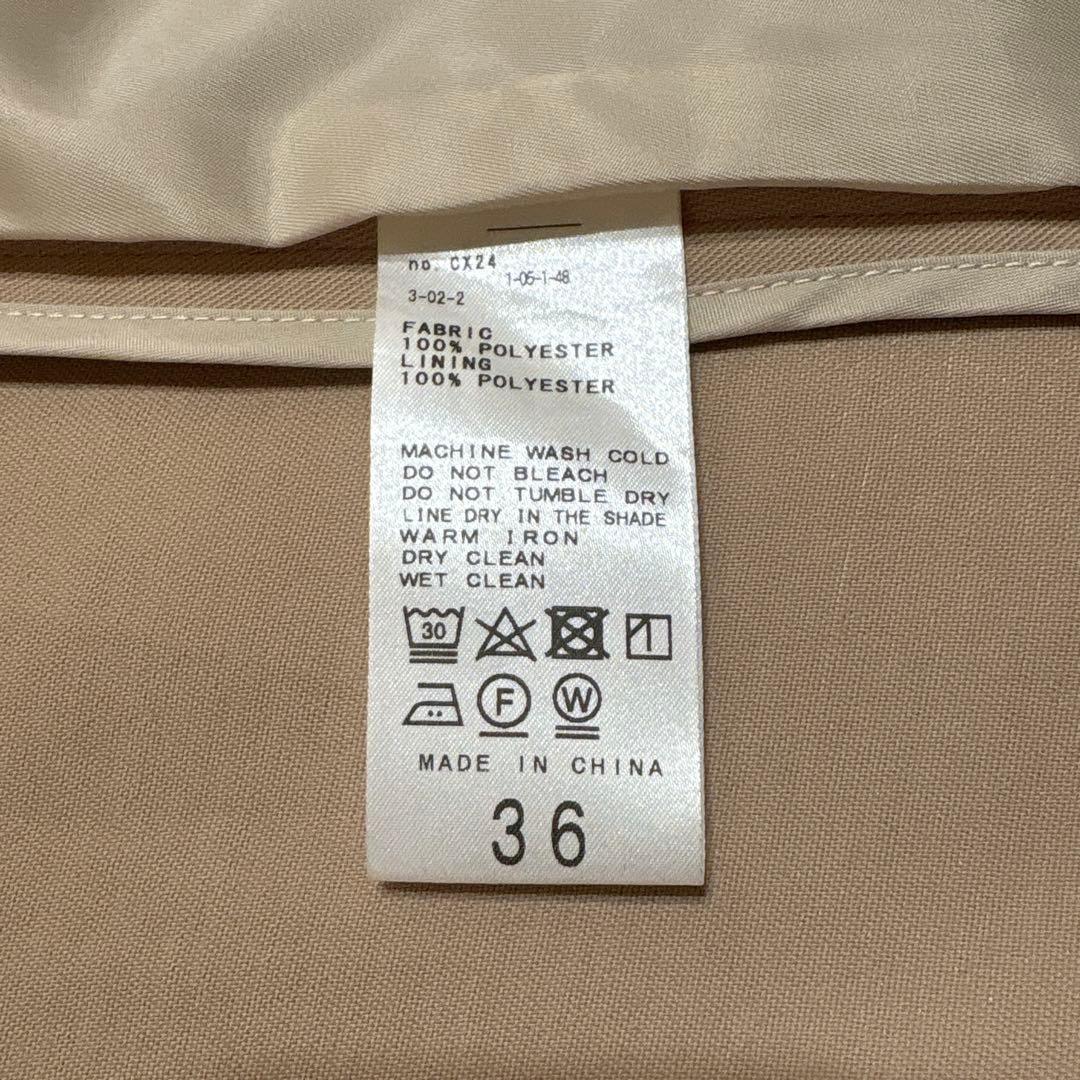 no. CX24
1-05-1-48
3-02-2
FABRIC
100% POLYESTER
LINING
100% POLYESTER
MACHINE WASH COLD
DO NOT BLEACH
DO NOT TUMBLE DRY
LINE DRY IN THE SHADE
WARM IRON
DRY CLEAN
WET CLEAN
30
F W
MADE IN CHINA
36